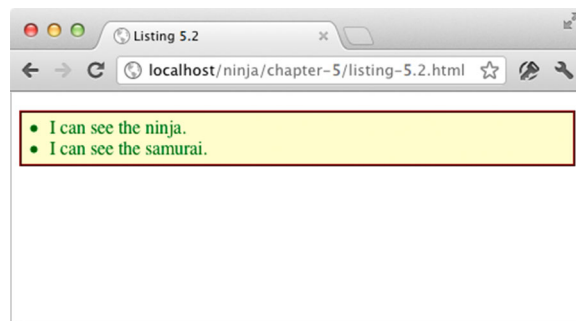 Listing 5.2
localhost/ninja/chapter-5/listing-5.2.html
• I can see the ninja.
• I can see the samurai.